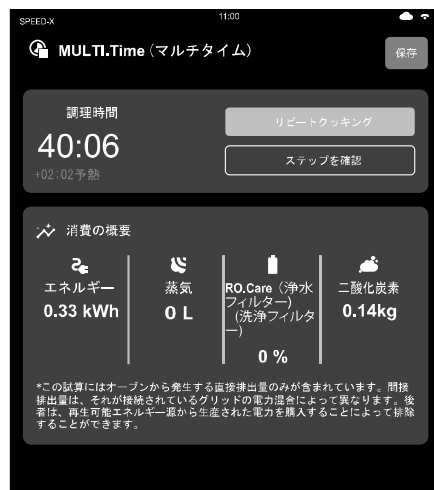 SPEED-X
11:00
MULTI.Time (マルチタイム)
保存
調理時間
40:06
+02:02予熱
リピートクッキング
ステップを確認
消費の概要
エネルギー
0.33 kWh
蒸気
0 L
RO.Care (浄水
フィルター)
(洗浄フィルタ
ー)
0 %
二酸化炭素
0.14kg
*この試算にはオーブンから発生する直接排出量のみが含まれています。間接
排出量は、それが接続されているグリッドの電力混合によって異なります。後
者は、再生可能エネルギー源から生産された電力を購入することによって排除
することができます。